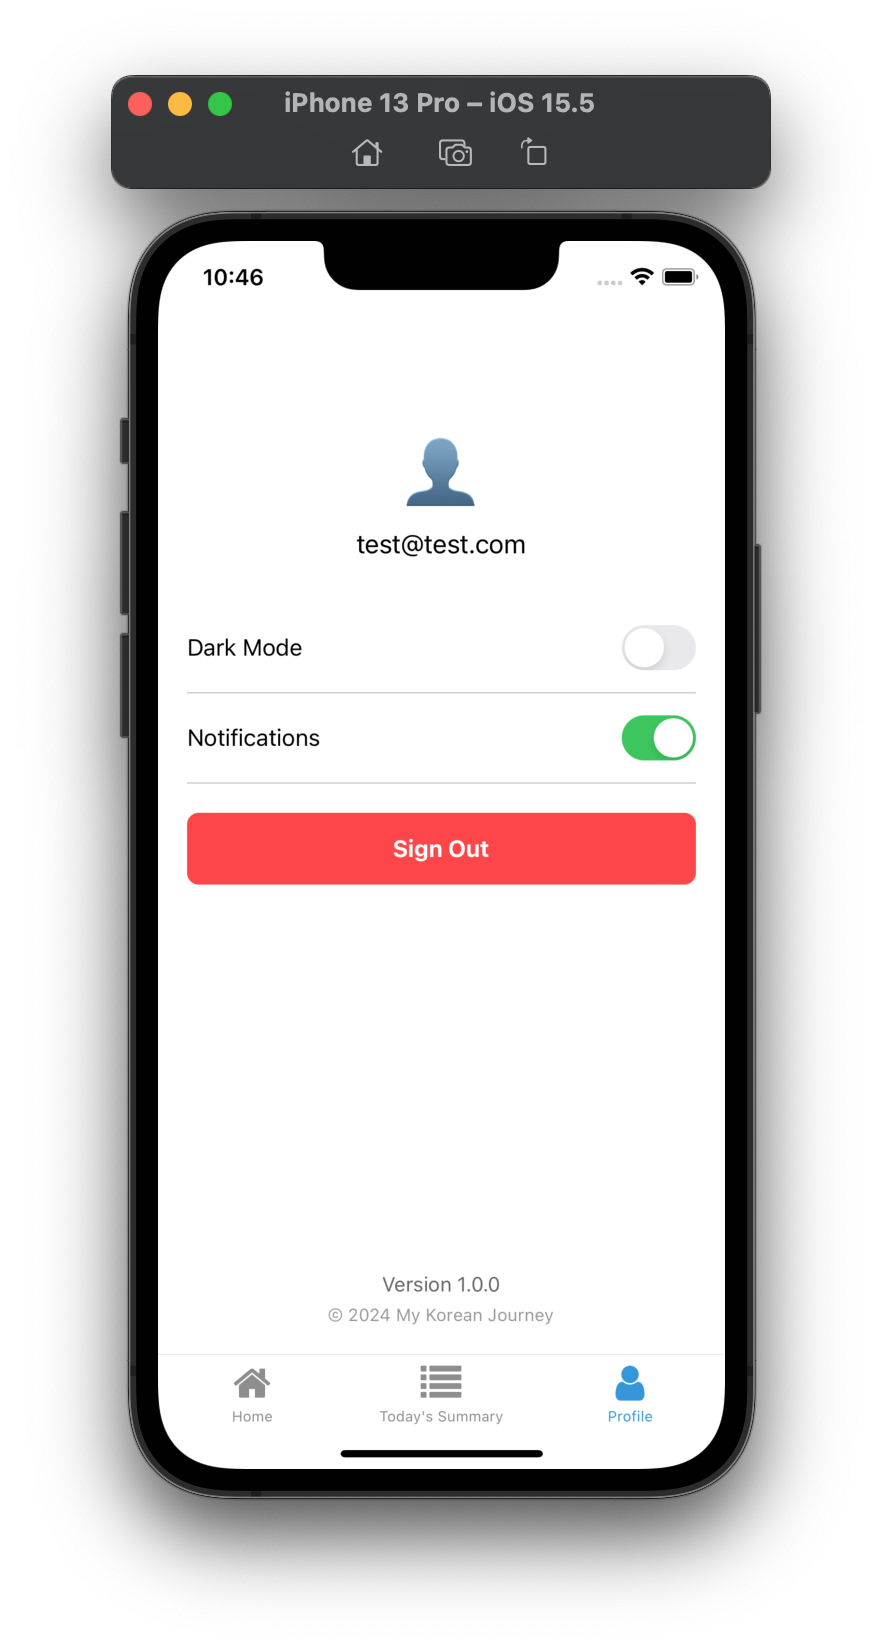 iPhone 13 Pro – iOS 15.5
10:46
test@test.com
Dark Mode
Notifications
Sign Out
Version 1.0.0
© 2024 My Korean Journey
Home
Today's Summary
Profile